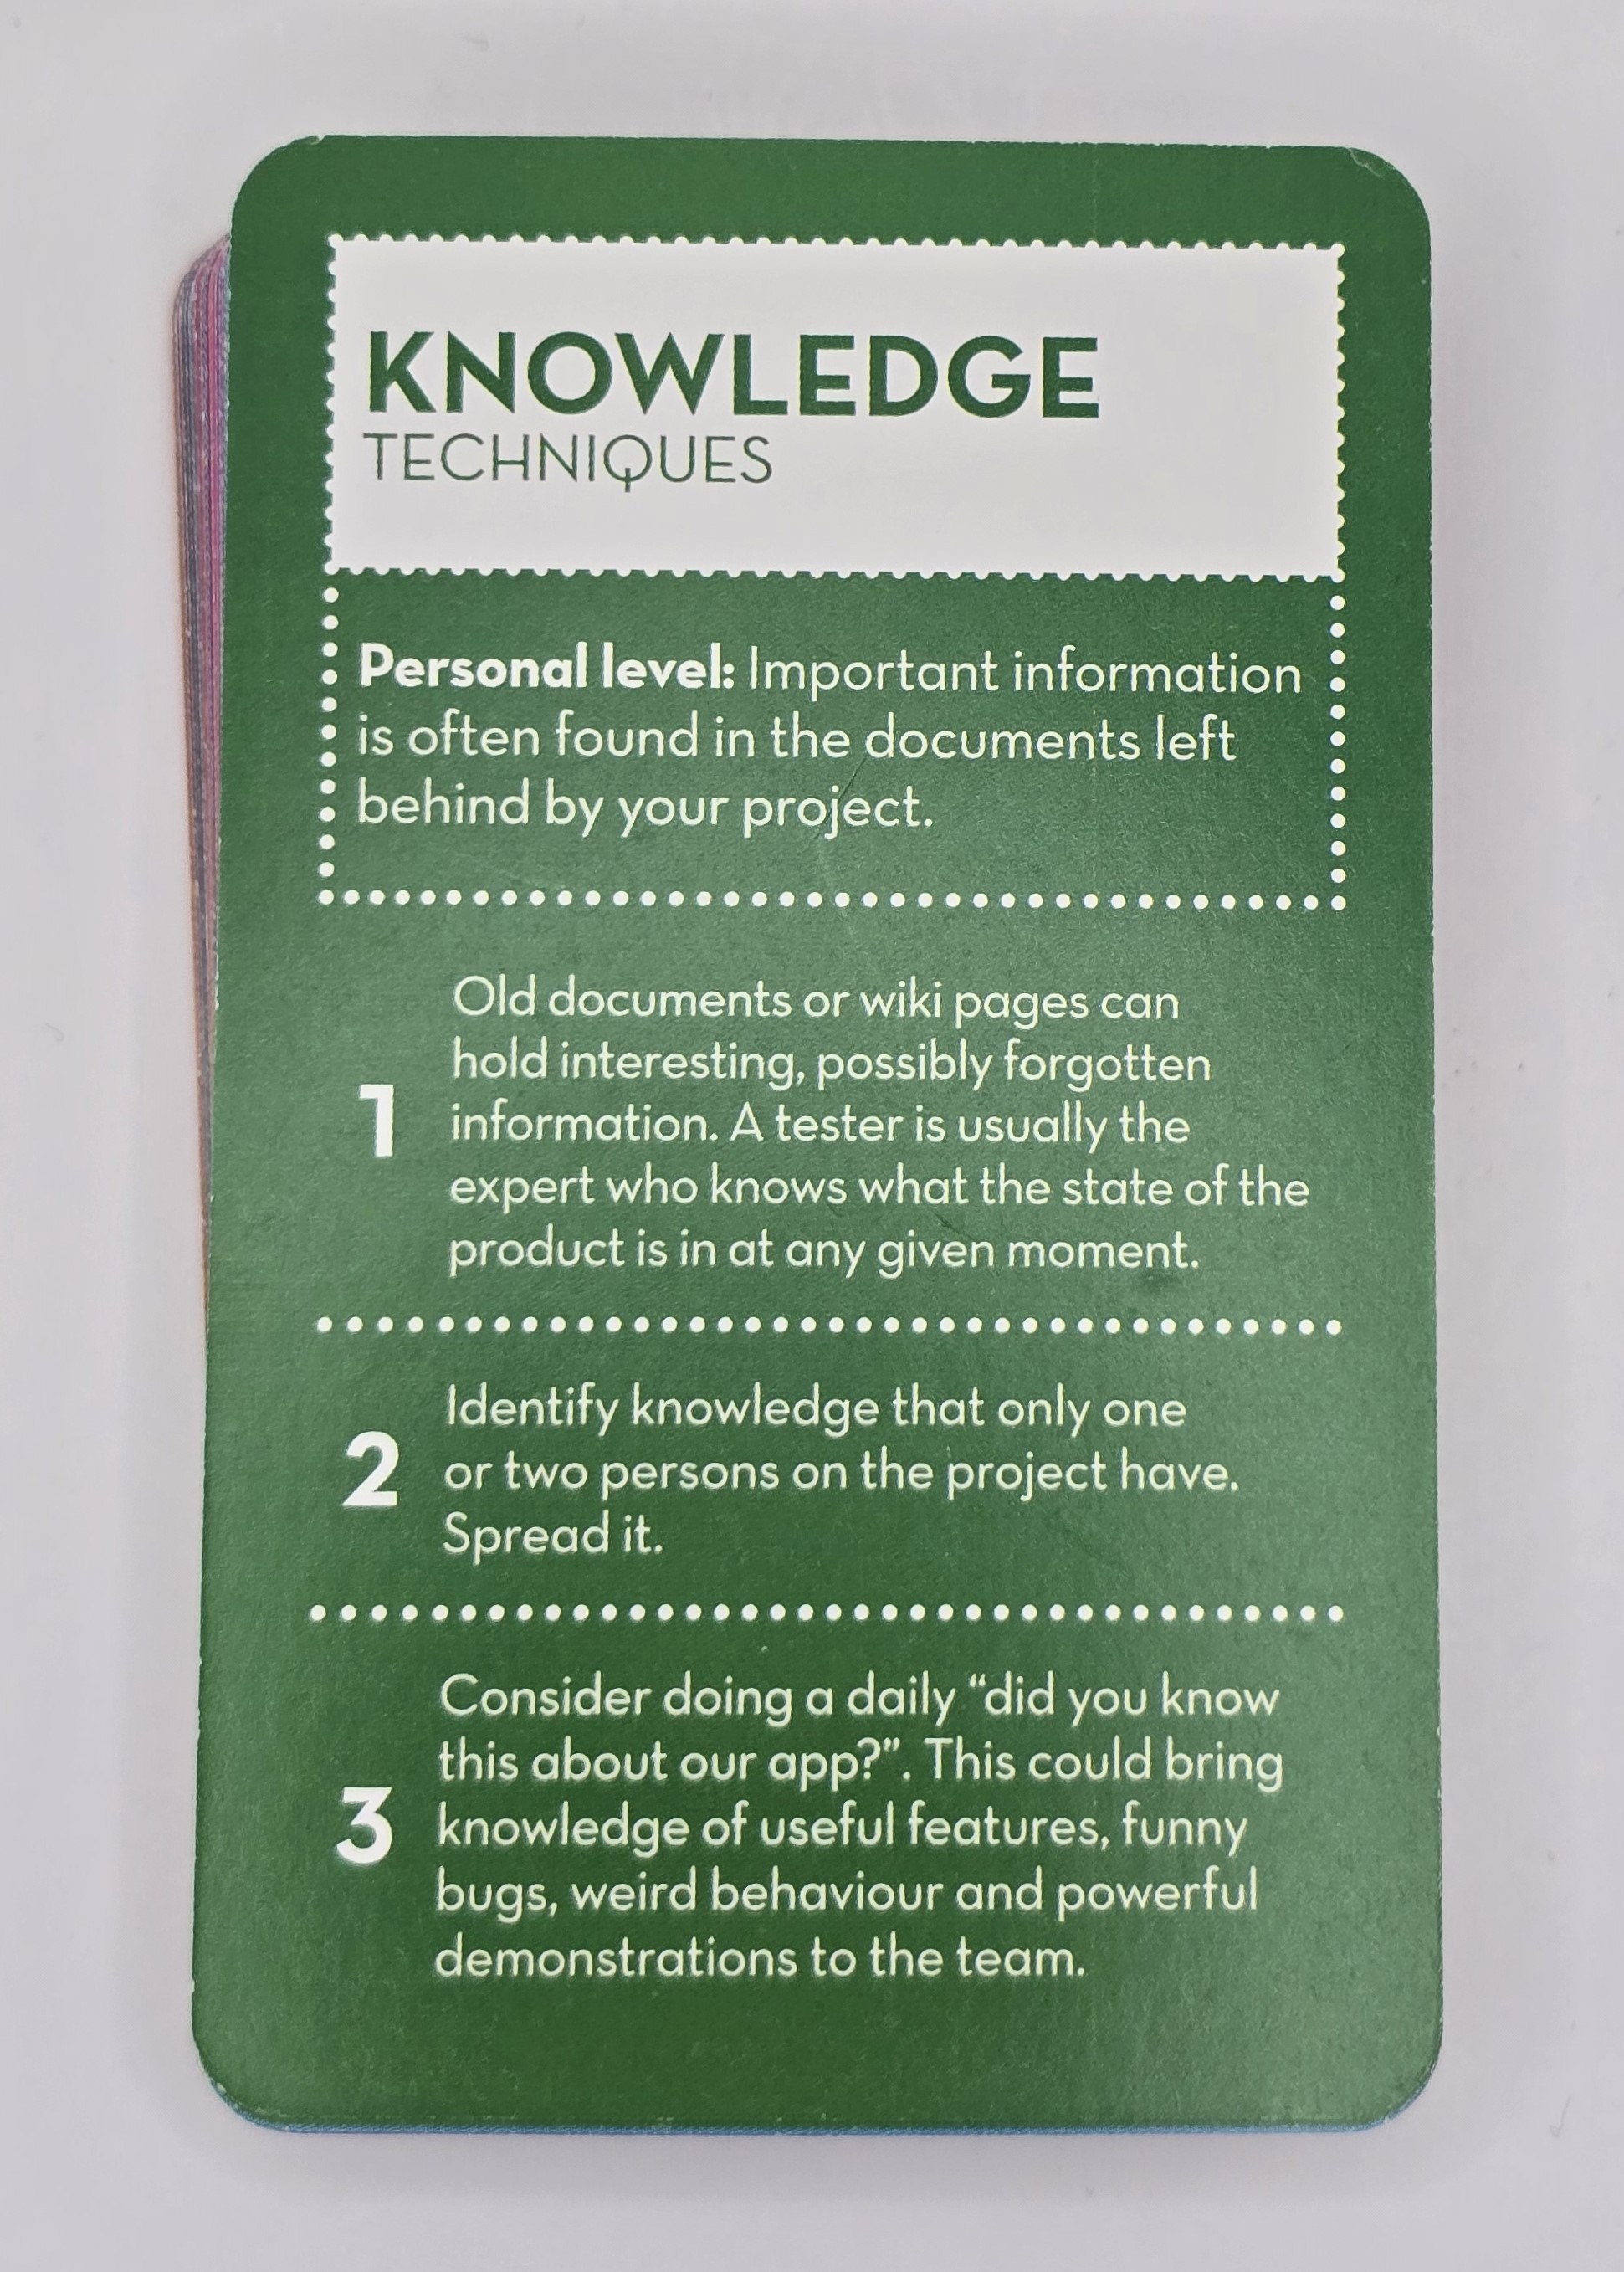 KNOWLEDGE
TECHNIQUES
Personal level: Important information
is often found in the documents left
behind by your project.
1
Old documents or wiki pages can
hold interesting, possibly forgotten
information. A tester is usually the
expert who knows what the state of the
product is in at any given moment.
2
Identify knowledge that only one
or two persons on the project have.
Spread it.
3
Consider doing a daily “did you know
this about our app?”. This could bring
knowledge of useful features, funny
bugs, weird behaviour and powerful
demonstrations to the team.